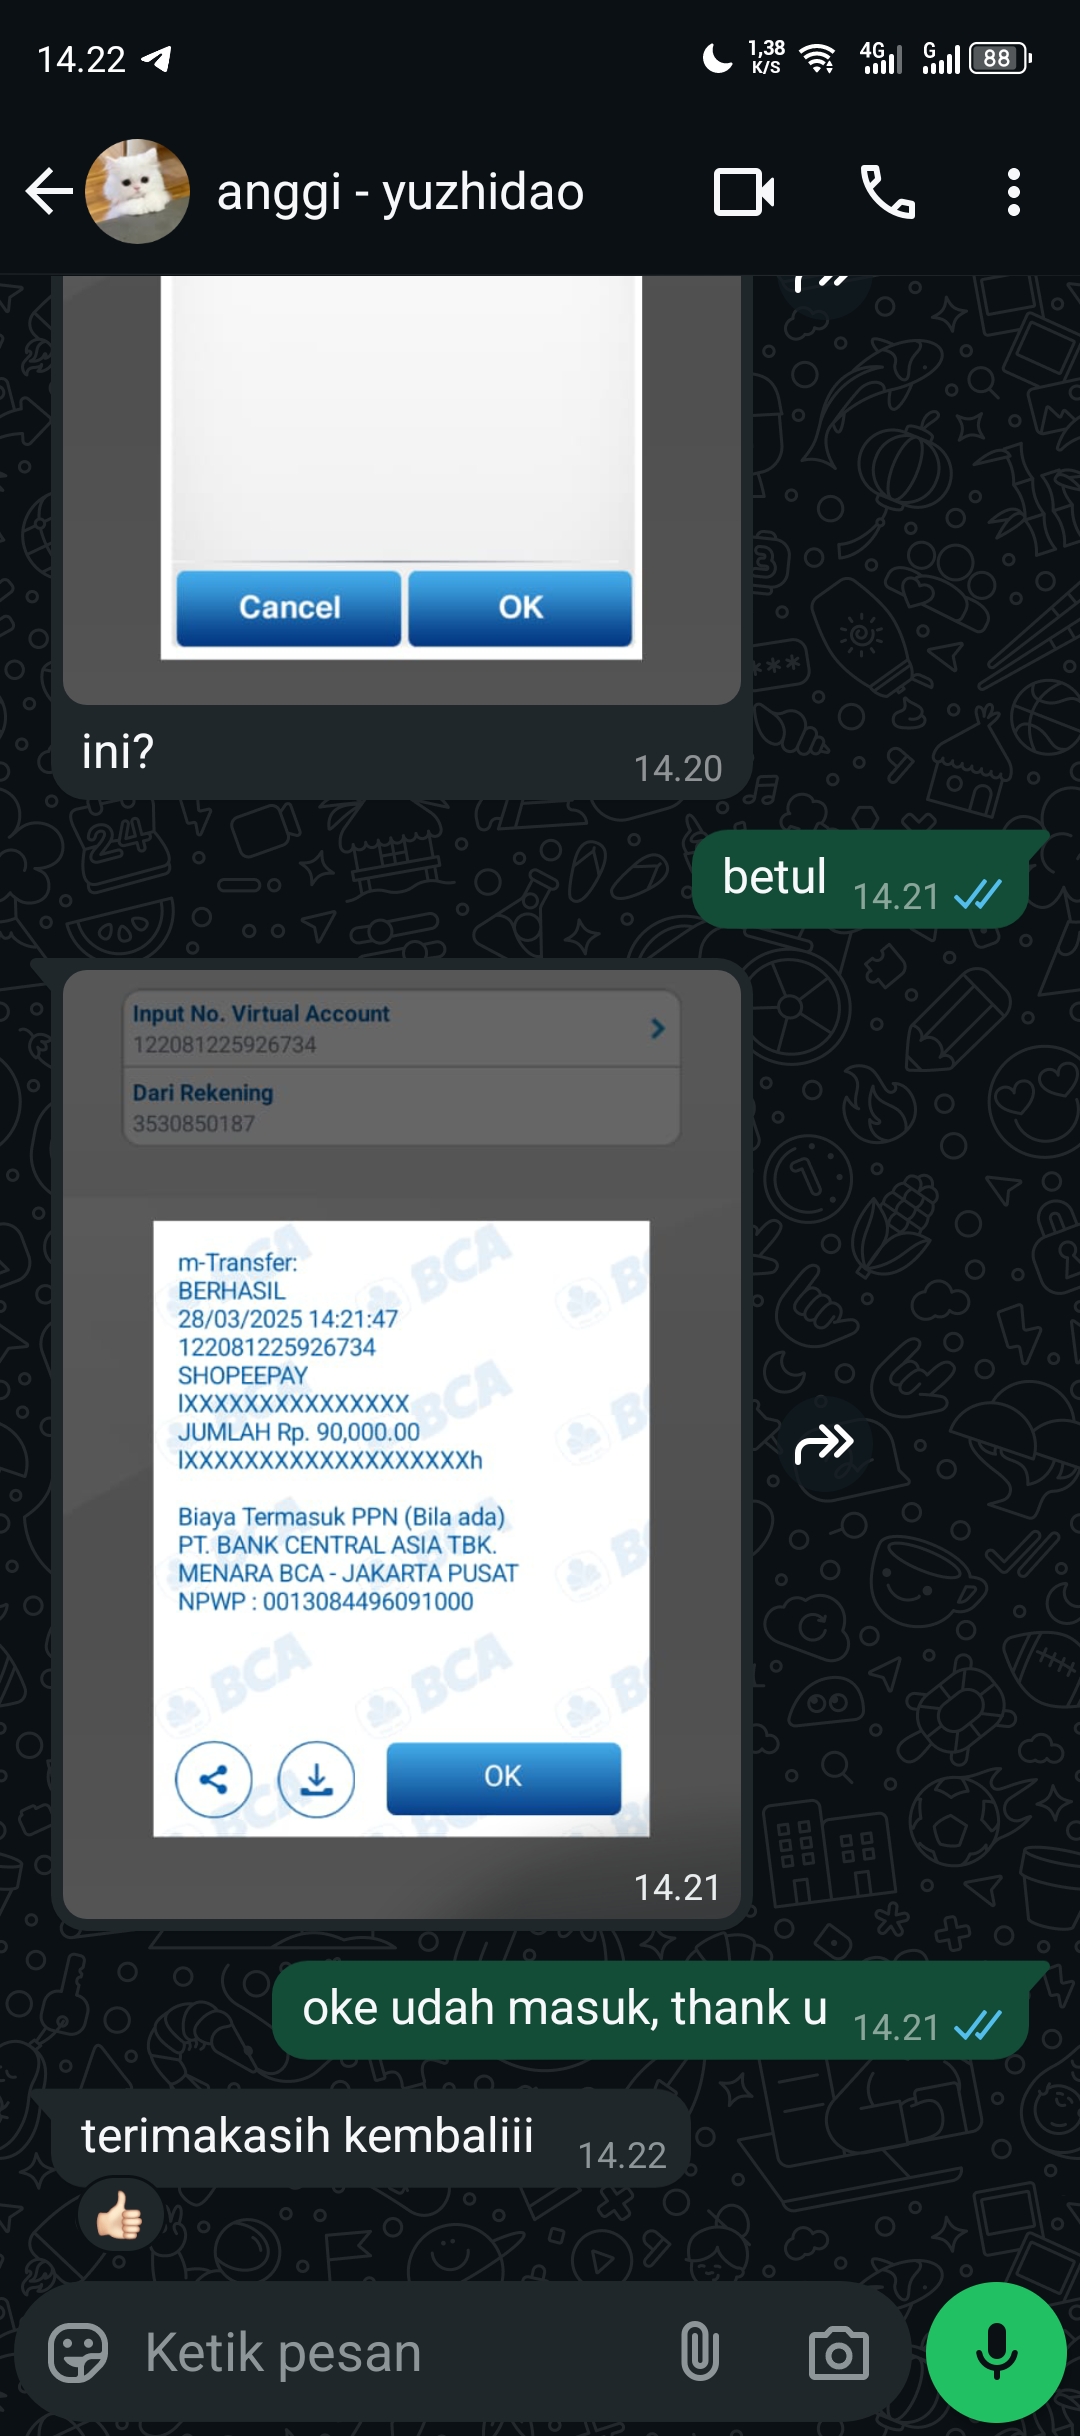 14.22
1,38
K/S
4G
G
88
anggi - yuzhidao
Cancel
OK
ini?
14.20
betul
14.21
Input No. Virtual Account
122081225926734
Dari Rekening
3530850187
m-Transfer:
BERHASIL
28/03/2025 14:21:47
122081225926734
SHOPEEPAY
IXXXXXXXXXXXXXXX
JUMLAH Rp. 90,000.00
IXXXXXXXXXXXXXXXXXXXh
Biaya Termasuk PPN (Bila ada)
PT. BANK CENTRAL ASIA TBK.
MENARA BCA - JAKARTA PUSAT
NPWP : 0013084496091000
OK
14.21
oke udah masuk, thank u
14.21
terimakasih kembaliii
14.22
Ketik pesan